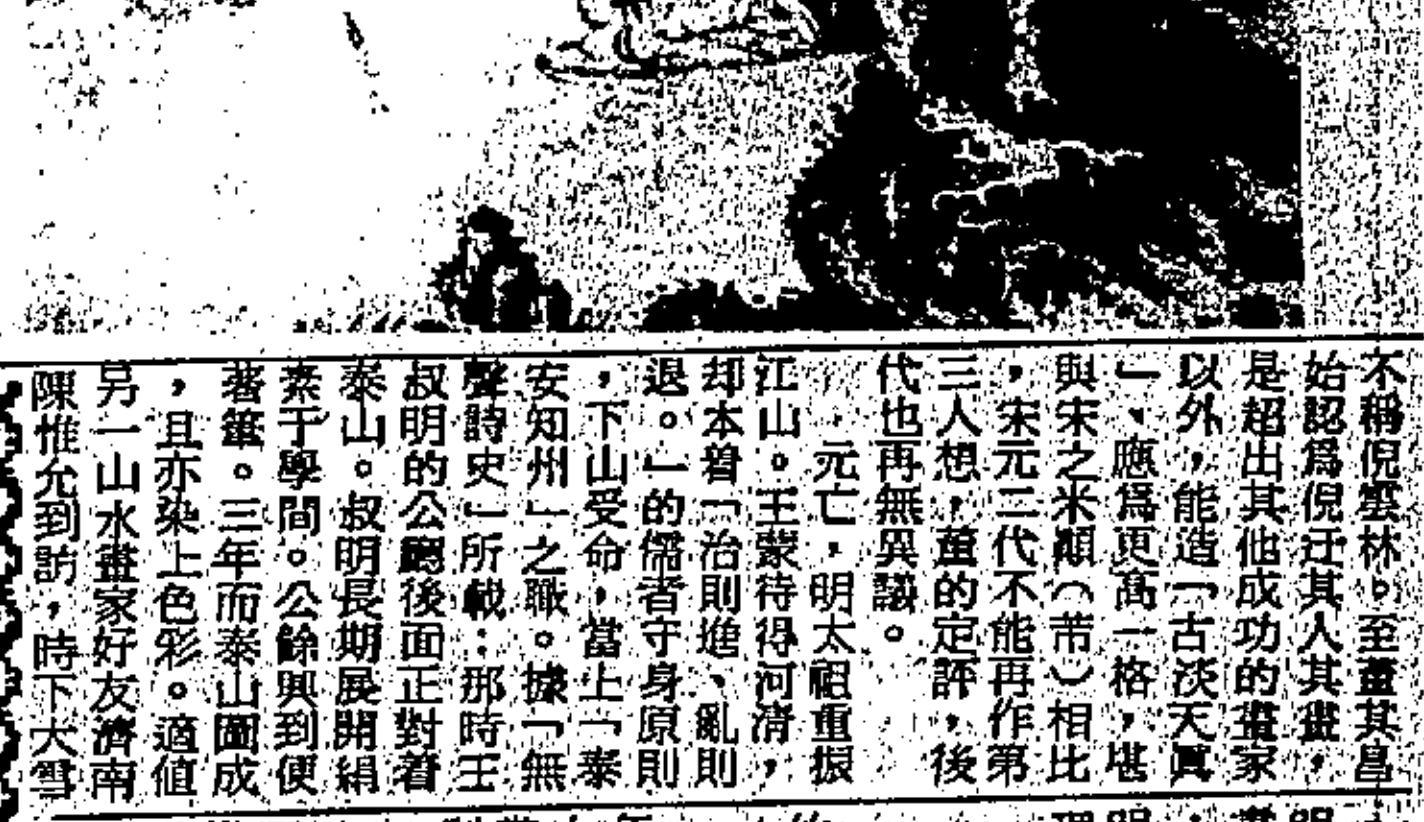 不稱倪雲林。至董其昌
始認爲倪迂其人其畫，
是超出其他成功的畫家
以外，能造「古淡天眞
」、應爲更高一格，堪
與宋之米顚（芾）相比
，宋元二代不能再作第
三人想，董的定評，後
代也再無異議。
元亡，明太祖重振
江山。王蒙待得河清，
却本着「治則進、亂則
退。」的儒者守身原則
，下山受命，當上「泰
安知州」之職。據「無
聲詩史」所載：那時王
叔明的公廳後面正對着
泰山。叔明長期展開絹
素于學間。公餘興到便
著筆。三年而泰山圖成
，且亦染上色彩。適值
另一山水畫家好友濟南
陳惟允到訪，時下大雪